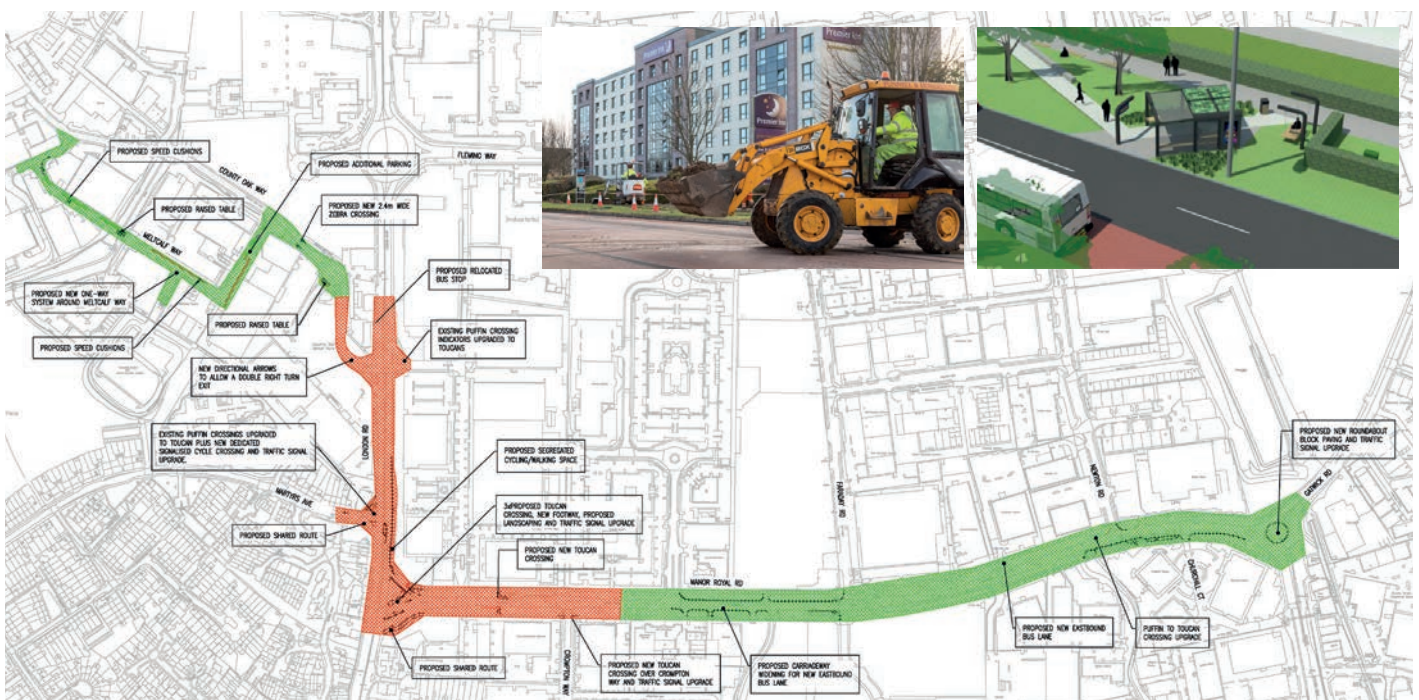 Premier Inn
Premier Inn
Premier Inn
FLEMING WAY
PROPOSED SPEED CUSHIONS
COUNTY OAK WAY
PROPOSED ADDITIONAL PARKING
PROPOSED RAISED TABLE
PROPOSED NEW 2.4m WIDE
ZEBRA CROSSING
METCALF WAY
PROPOSED RELOCATED
BUS STOP
PROPOSED NEW ONE-WAY
SYSTEM AROUND METCALF WAY
PROPOSED RAISED TABLE
PROPOSED SPEED CUSHIONS
EXISTING PUFFIN CROSSING
INDICATORS UPGRADED TO
TOUCANS
NEW DIRECTIONAL ARROWS
TO ALLOW A DOUBLE RIGHT TURN
EXIT
EXISTING PUFFIN CROSSINGS UPGRADED
TO TOUCAN PLUS NEW DEDICATED
SIGNALISED CYCLE CROSSING AND TRAFFIC SIGNAL
UPGRADE.
LONDON RD
PROPOSED SEGREGATED
CYCLING/WALKING SPACE
PROPOSED NEW ROUNDABOUT
BLOCK PAVING AND TRAFFIC
SIGNAL UPGRADE
GATWICK RD
MARTYRS AVE
FARADAY RD
NEWTON RD
3xPROPOSED TOUCAN
CROSSING, NEW FOOTWAY, PROPOSED
LANDSCAPING AND TRAFFIC SIGNAL UPGRADE
PROPOSED SHARED ROUTE
PROPOSED NEW TOUCAN
CROSSING
MANOR ROYAL RD
CHURCHILL CT
PROPOSED SHARED ROUTE
CROMPTON WAY
PROPOSED NEW TOUCAN
CROSSING OVER CROMPTON
WAY AND TRAFFIC SIGNAL UPGRADE
PROPOSED CARRIAGEWAY
WIDENING FOR NEW EASTBOUND
BUS LANE
PROPOSED NEW EASTBOUND
BUS LANE
PUFFIN TO TOUCAN
CROSSING UPGRADE